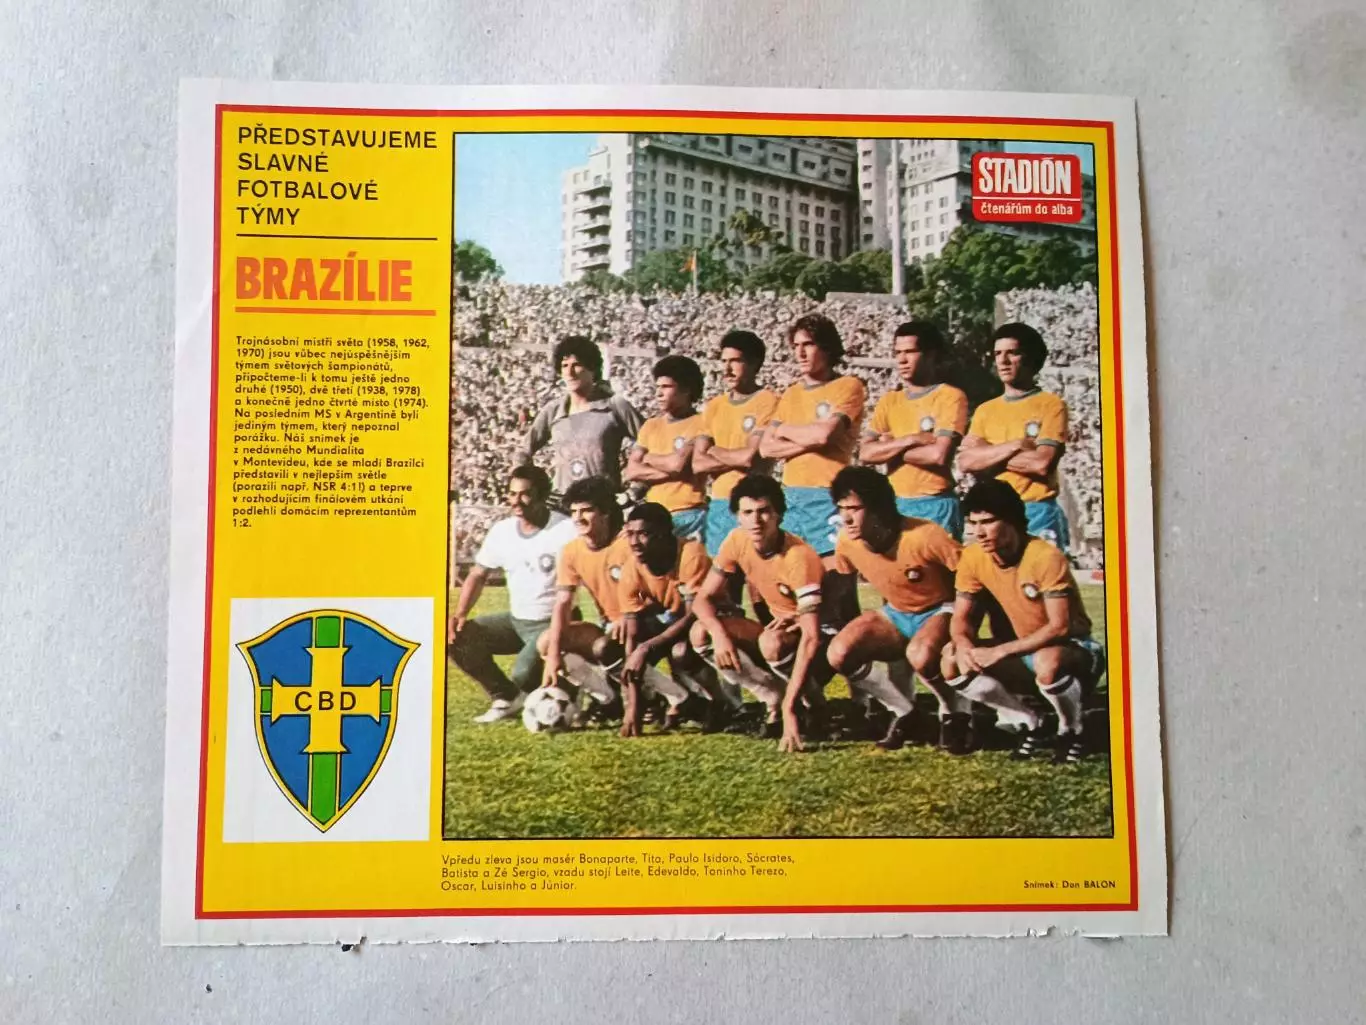 PŘEDSTAVUJEME
SLAVNÉ
FOTBALOVÉ
TÝMY
BRAZÍLIE
Trojnásobní mistři světa (1958, 1962,
1970) jsou vůbec nejúspěšnějším
týmem světových šampionátů,
připočteme-li k tomu ještě jedno
druhé (1950), dvě třetí (1938, 1978)
a konečně jedno čtvrté místo (1974).
Na posledním MS v Argentině byli
jediným týmem, který nepoznal
porážku. Náš snímek je
z nedávného Mundialita
v Montevideu, kde se mladí Brazilci
představili v nejlepším světle
(porazili např. NSR 4:1!) a teprve
v rozhodujícím finálovém utkání
podlehli domácím reprezentantům
1:2.
CBD
STADIÓN
čtenářům do alba
Vpředu zleva jsou masér Bonaparte, Tita, Paulo Isidoro, Sócrates,
Batista a Zé Sergio, vzadu stojí Leite, Edevaldo, Toninho Terezo,
Oscar, Luisinho a Júnior.
Snímek: Don BALON